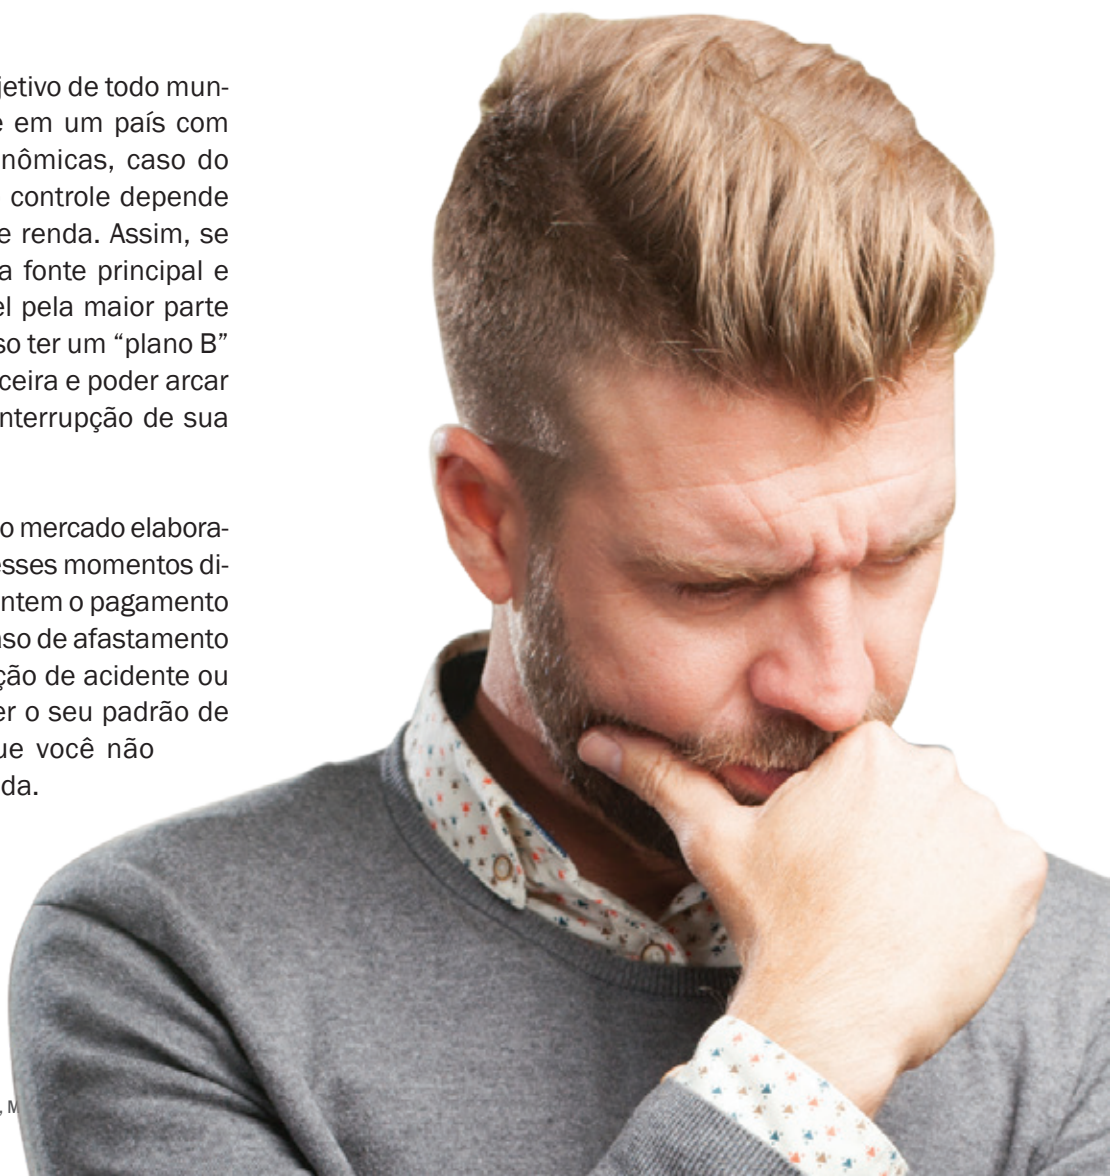 jetivo de todo mun-
e em um país com
nômicas, caso do
controle depende
e renda. Assim, se
a fonte principal e
el pela maior parte
so ter um “plano B”
ceira e poder arcar
nterrupção de sua
o mercado elabora-
esses momentos di-
ntem o pagamento
aso de afastamento
ção de acidente ou
er o seu padrão de
ue você não
da.
, M